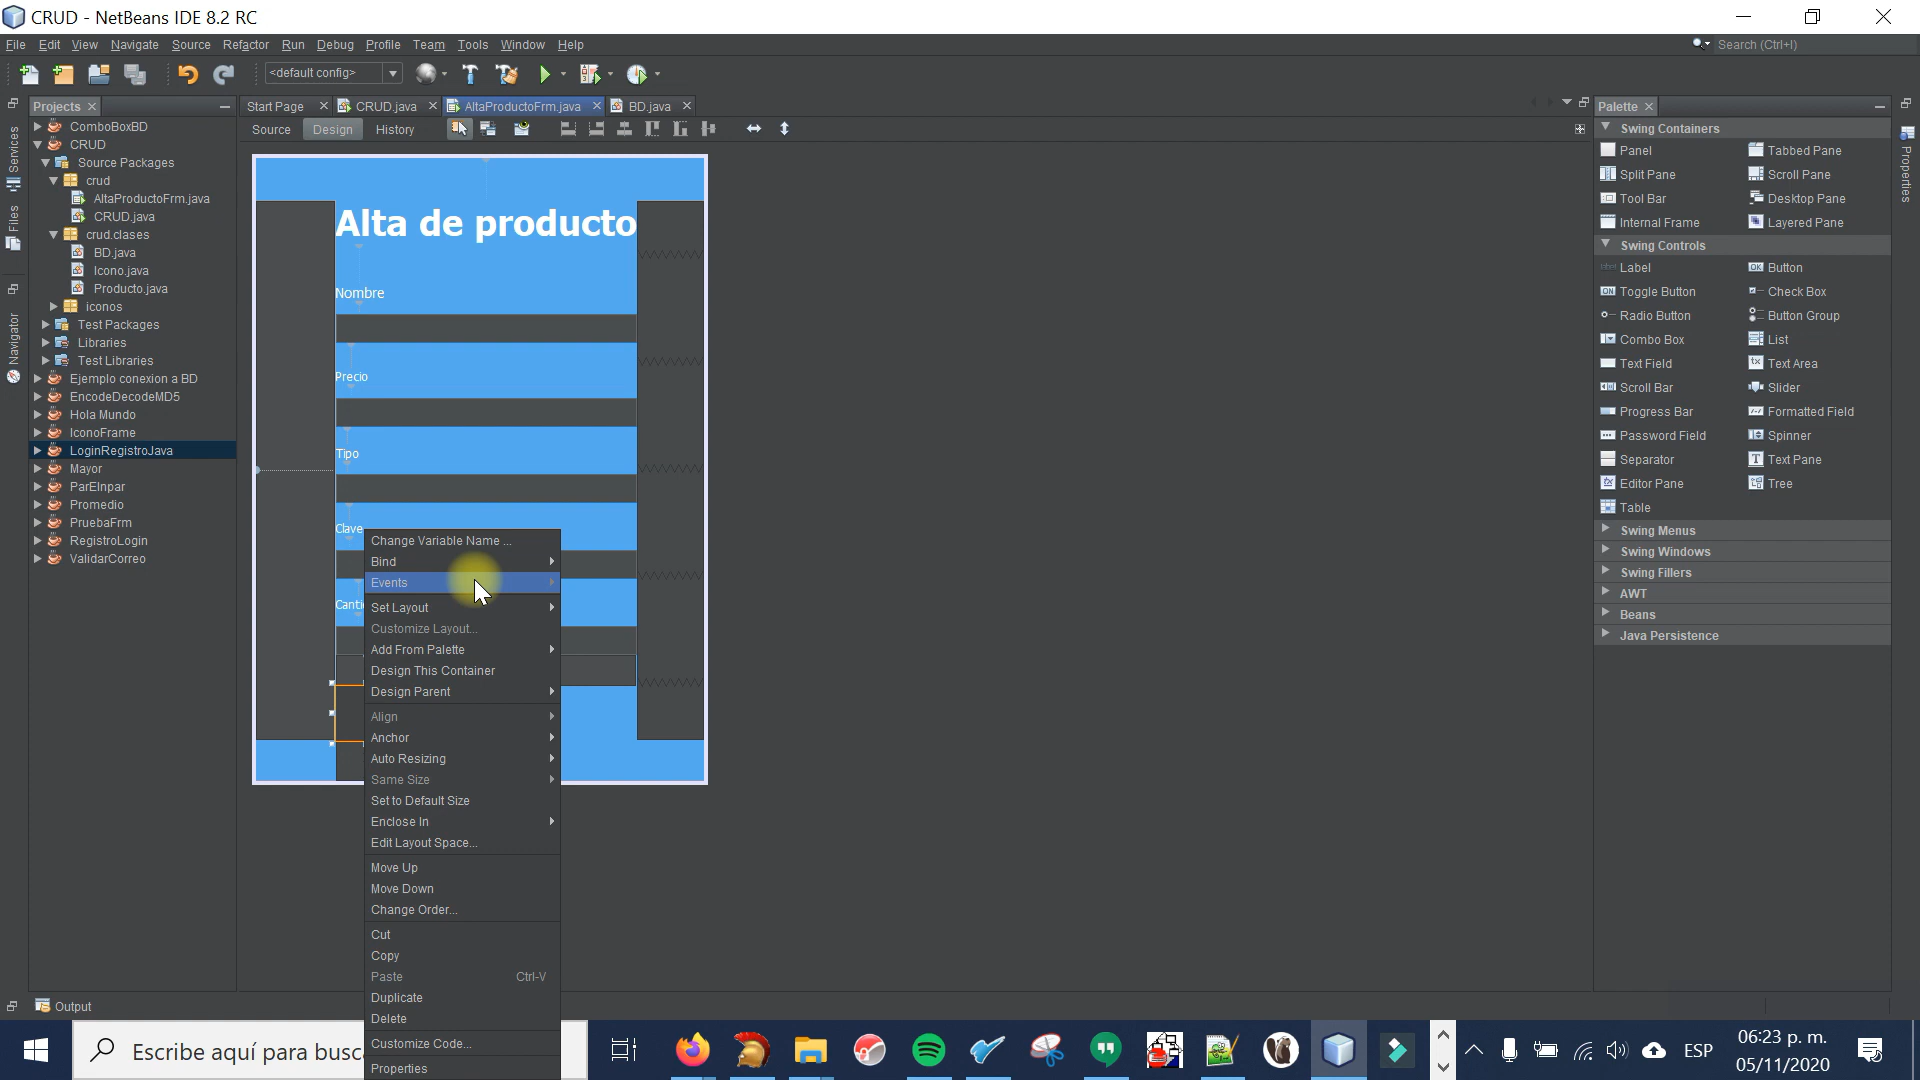 CRUD - NetBeans IDE 8.2 RC
File Edit View Navigate Source Refactor Run Debug Profile Team Tools Window Help
Search (Ctrl+I)
<default config>
Projects
Start Page
CRUD.java
AltaProductoFrm.java
BD.java
Palette
Source Design History
Services
Files
Navigator
Properties
ComboBoxBD
CRUD
Source Packages
crud
AltaProductoFrm.java
CRUD.java
crud.clases
BD.java
Icono.java
Producto.java
iconos
Test Packages
Libraries
Test Libraries
Ejemplo conexion a BD
EncodeDecodeMD5
Hola Mundo
IconoFrame
LoginRegistroJava
Mayor
ParEInpar
Promedio
PruebaFrm
RegistroLogin
ValidarCorreo
Alta de producto
Nombre
Precio
Tipo
Clave
Canti
Change Variable Name ...
Bind
Events
Set Layout
Customize Layout...
Add From Palette
Design This Container
Design Parent
Align
Anchor
Auto Resizing
Same Size
Set to Default Size
Enclose In
Edit Layout Space...
Move Up
Move Down
Change Order...
Cut
Copy
Paste Ctrl-V
Duplicate
Delete
Customize Code...
Properties
Swing Containers
Panel Tabbed Pane
Split Pane Scroll Pane
Tool Bar Desktop Pane
Internal Frame Layered Pane
Swing Controls
Label Button
Toggle Button Check Box
Radio Button Button Group
Combo Box List
Text Field Text Area
Scroll Bar Slider
Progress Bar Formatted Field
Password Field Spinner
Separator Text Pane
Editor Pane Tree
Table
Swing Menus
Swing Windows
Swing Fillers
AWT
Beans
Java Persistence
Output
Escribe aquí para busc
ESP
06:23 p. m.
05/11/2020